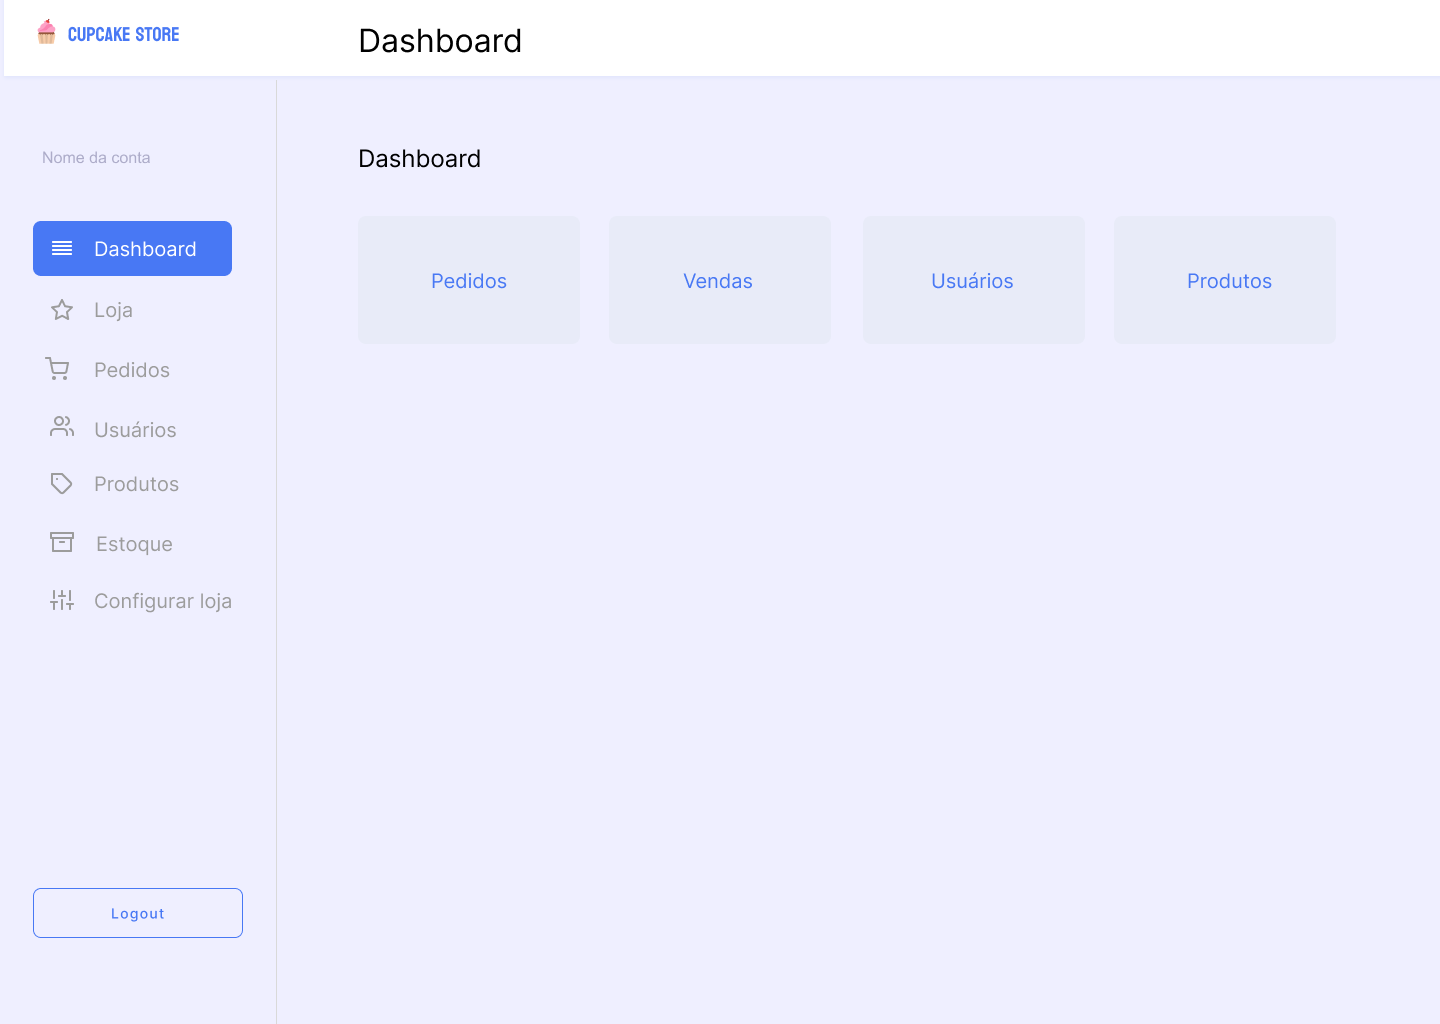 CUPCAKE STORE
Dashboard
Nome da conta
Dashboard
Loja
Pedidos
Usuários
Produtos
Estoque
Configurar loja
Logout
Dashboard
Pedidos
Vendas
Usuários
Produtos